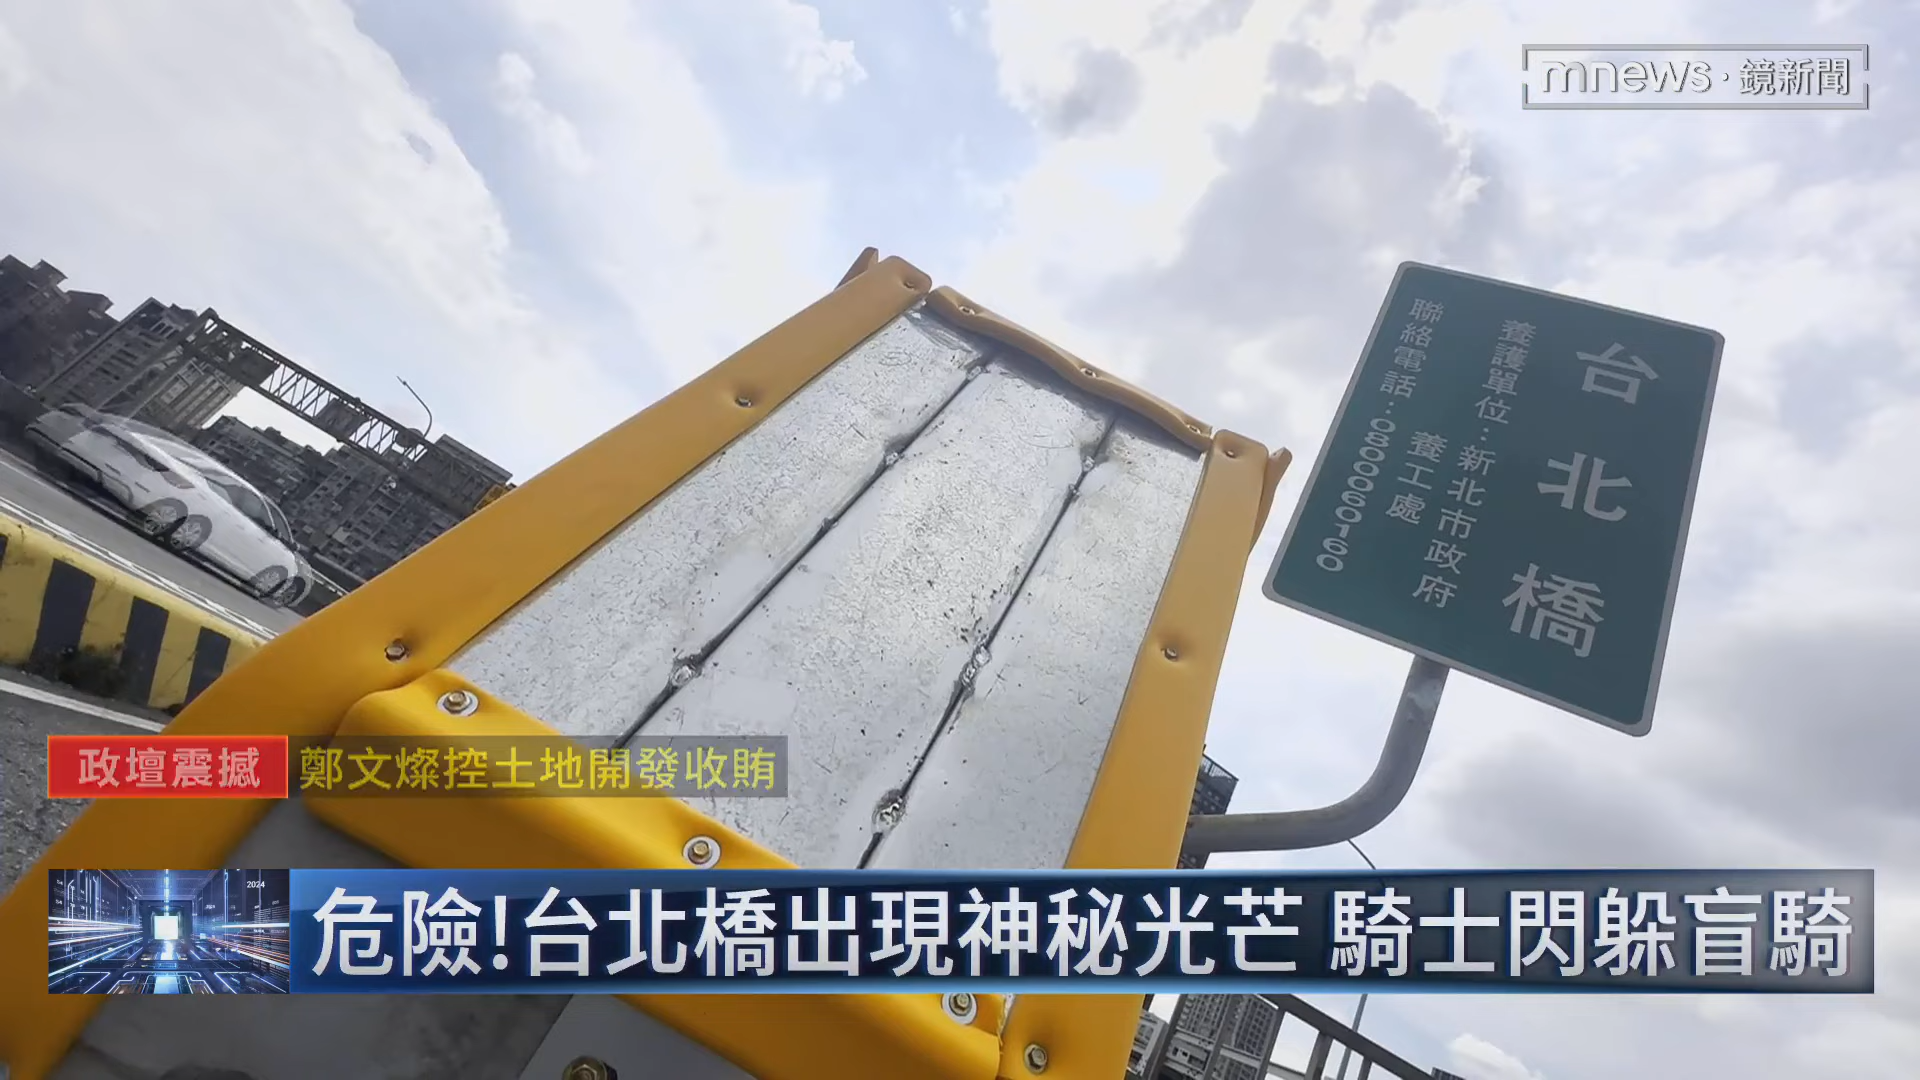 mnews·鏡新聞
台北橋
養護單位：新北市政府
養工處
聯絡電話：0800060160
政壇震撼 鄭文燦控土地開發收賄
2024
危險!台北橋出現神秘光芒 騎士閃躲盲騎